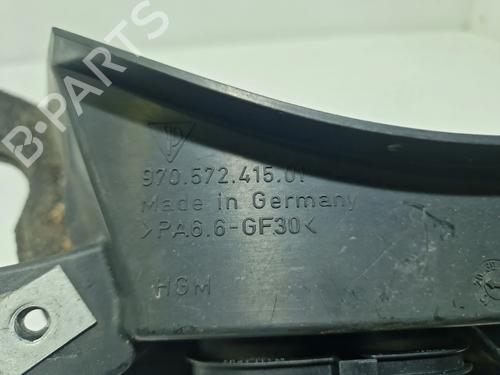 B-PARTS
970.572.415.01
Made in Germany
>PA6.6-GF30<
HGM